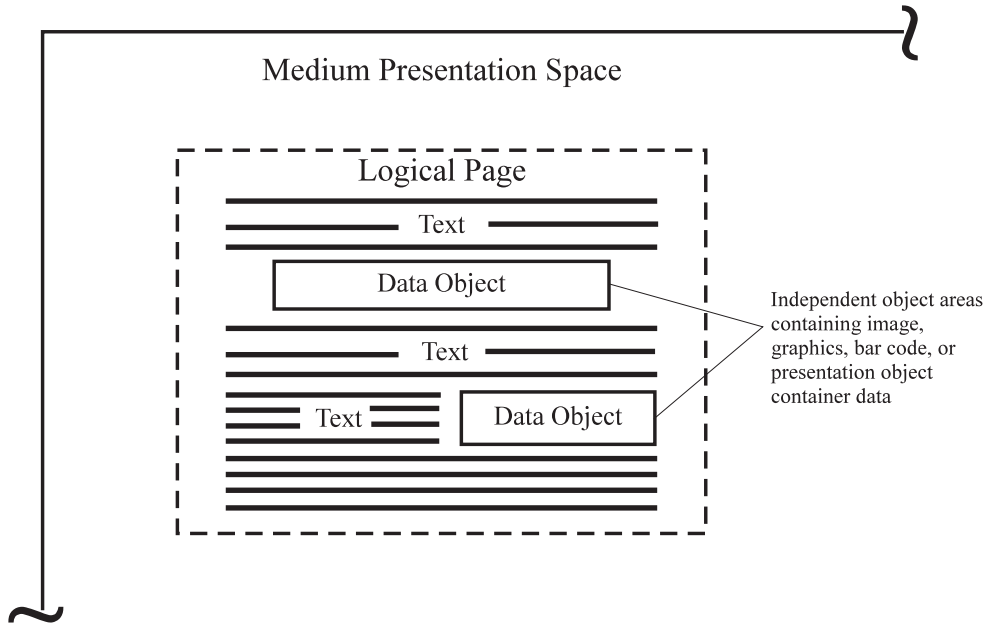 Medium Presentation Space
Logical Page
Text
Data Object
Text
Text
Data Object
Independent object areas
containing image,
graphics, bar code, or
presentation object
container data